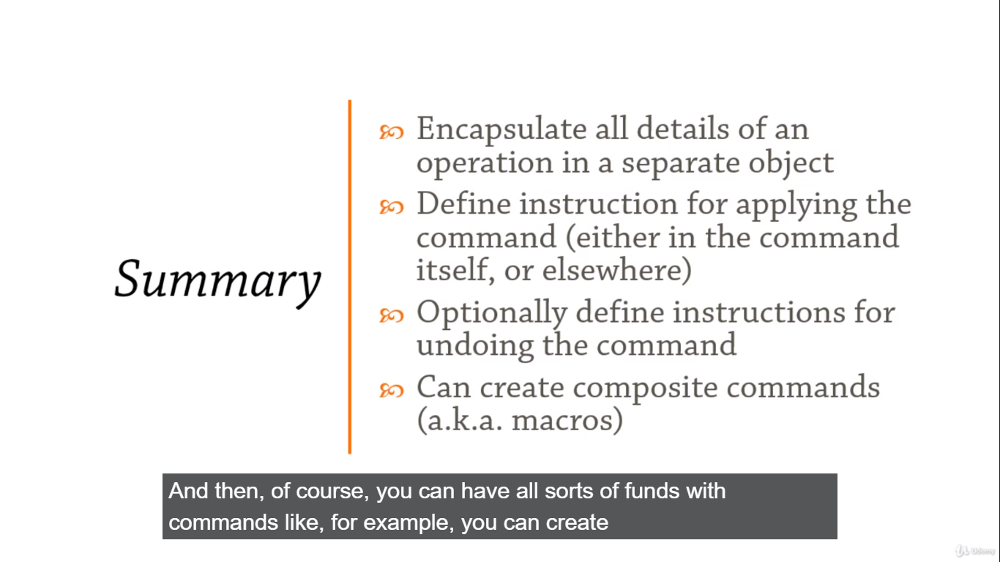 Summary
Encapsulate all details of an
operation in a separate object
Define instruction for applying the
command (either in the command
itself, or elsewhere)
Optionally define instructions for
undoing the command
Can create composite commands
(a.k.a. macros)
And then, of course, you can have all sorts of funds with
commands like, for example, you can create
Udemy